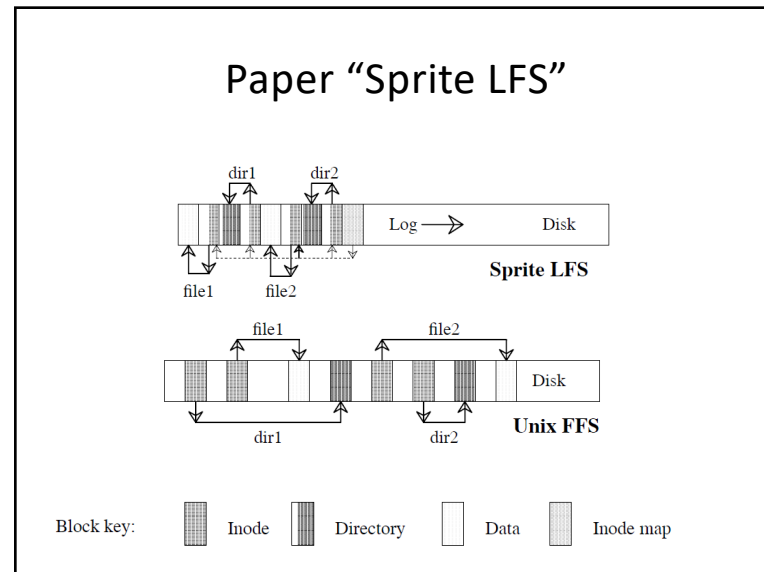 Paper “Sprite LFS”
dir1 dir2
Log Disk
Sprite LFS
file1 file2
file1 file2
Disk
Unix FFS
dir1 dir2
Block key: Inode Directory Data Inode map